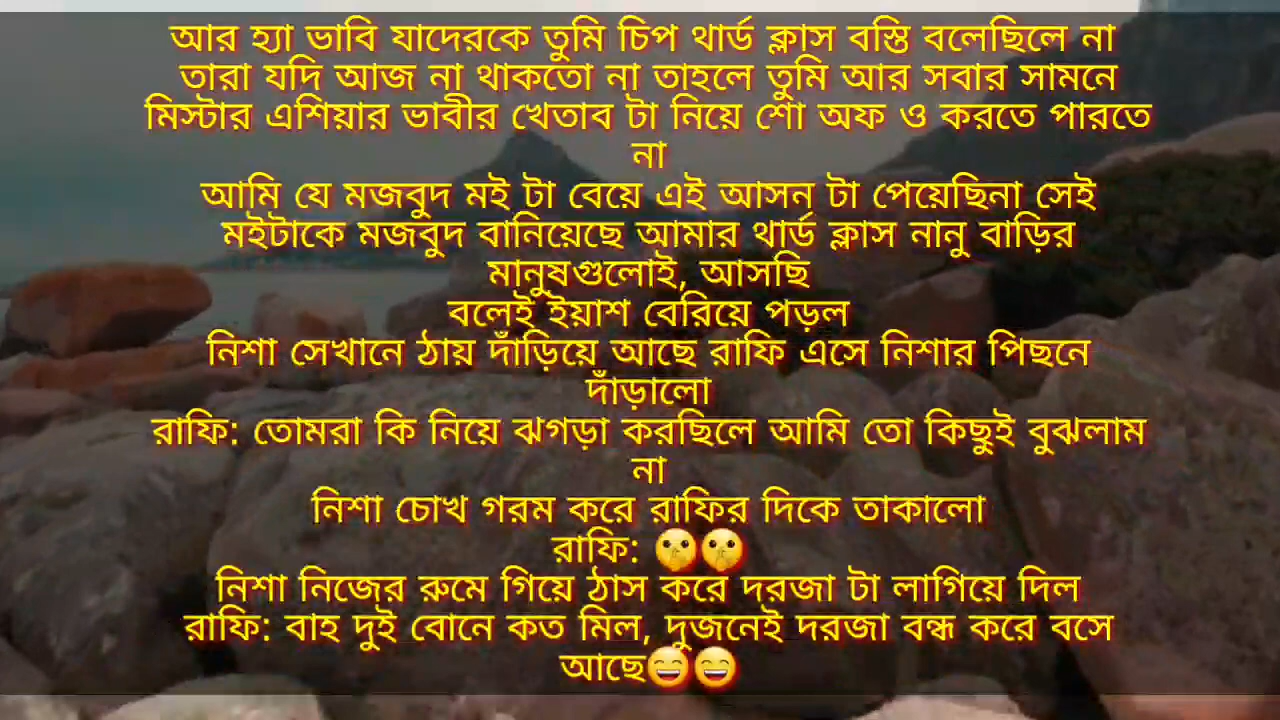 আর হ্যা ভাবি যাদেরকে তুমি চিপ থার্ড ক্লাস বস্তি বলেছিলে না
তারা যদি আজ না থাকতো না তাহলে তুমি আর সবার সামনে
মিস্টার এশিয়ার ভাবীর খেতাব টা নিয়ে শো অফ ও করতে পারতে
না
আমি যে মজবুদ মই টা বেয়ে এই আসন টা পেয়েছিনা সেই
মইটাকে মজবুদ বানিয়েছে আমার থার্ড ক্লাস নানু বাড়ির
মানুষগুলোই, আসছি
বলেই ইয়াশ বেরিয়ে পড়ল
নিশা সেখানে ঠায় দাঁড়িয়ে আছে রাফি এসে নিশার পিছনে
দাঁড়ালো
রাফি: তোমরা কি নিয়ে ঝগড়া করছিলে আমি তো কিছুই বুঝলাম
না
নিশা চোখ গরম করে রাফির দিকে তাকালো
রাফি: 🤫🤫
নিশা নিজের রুমে গিয়ে ঠাস করে দরজা টা লাগিয়ে দিল
রাফি: বাহ দুই বোনে কত মিল, দুজনেই দরজা বন্ধ করে বসে
আছে😄😄